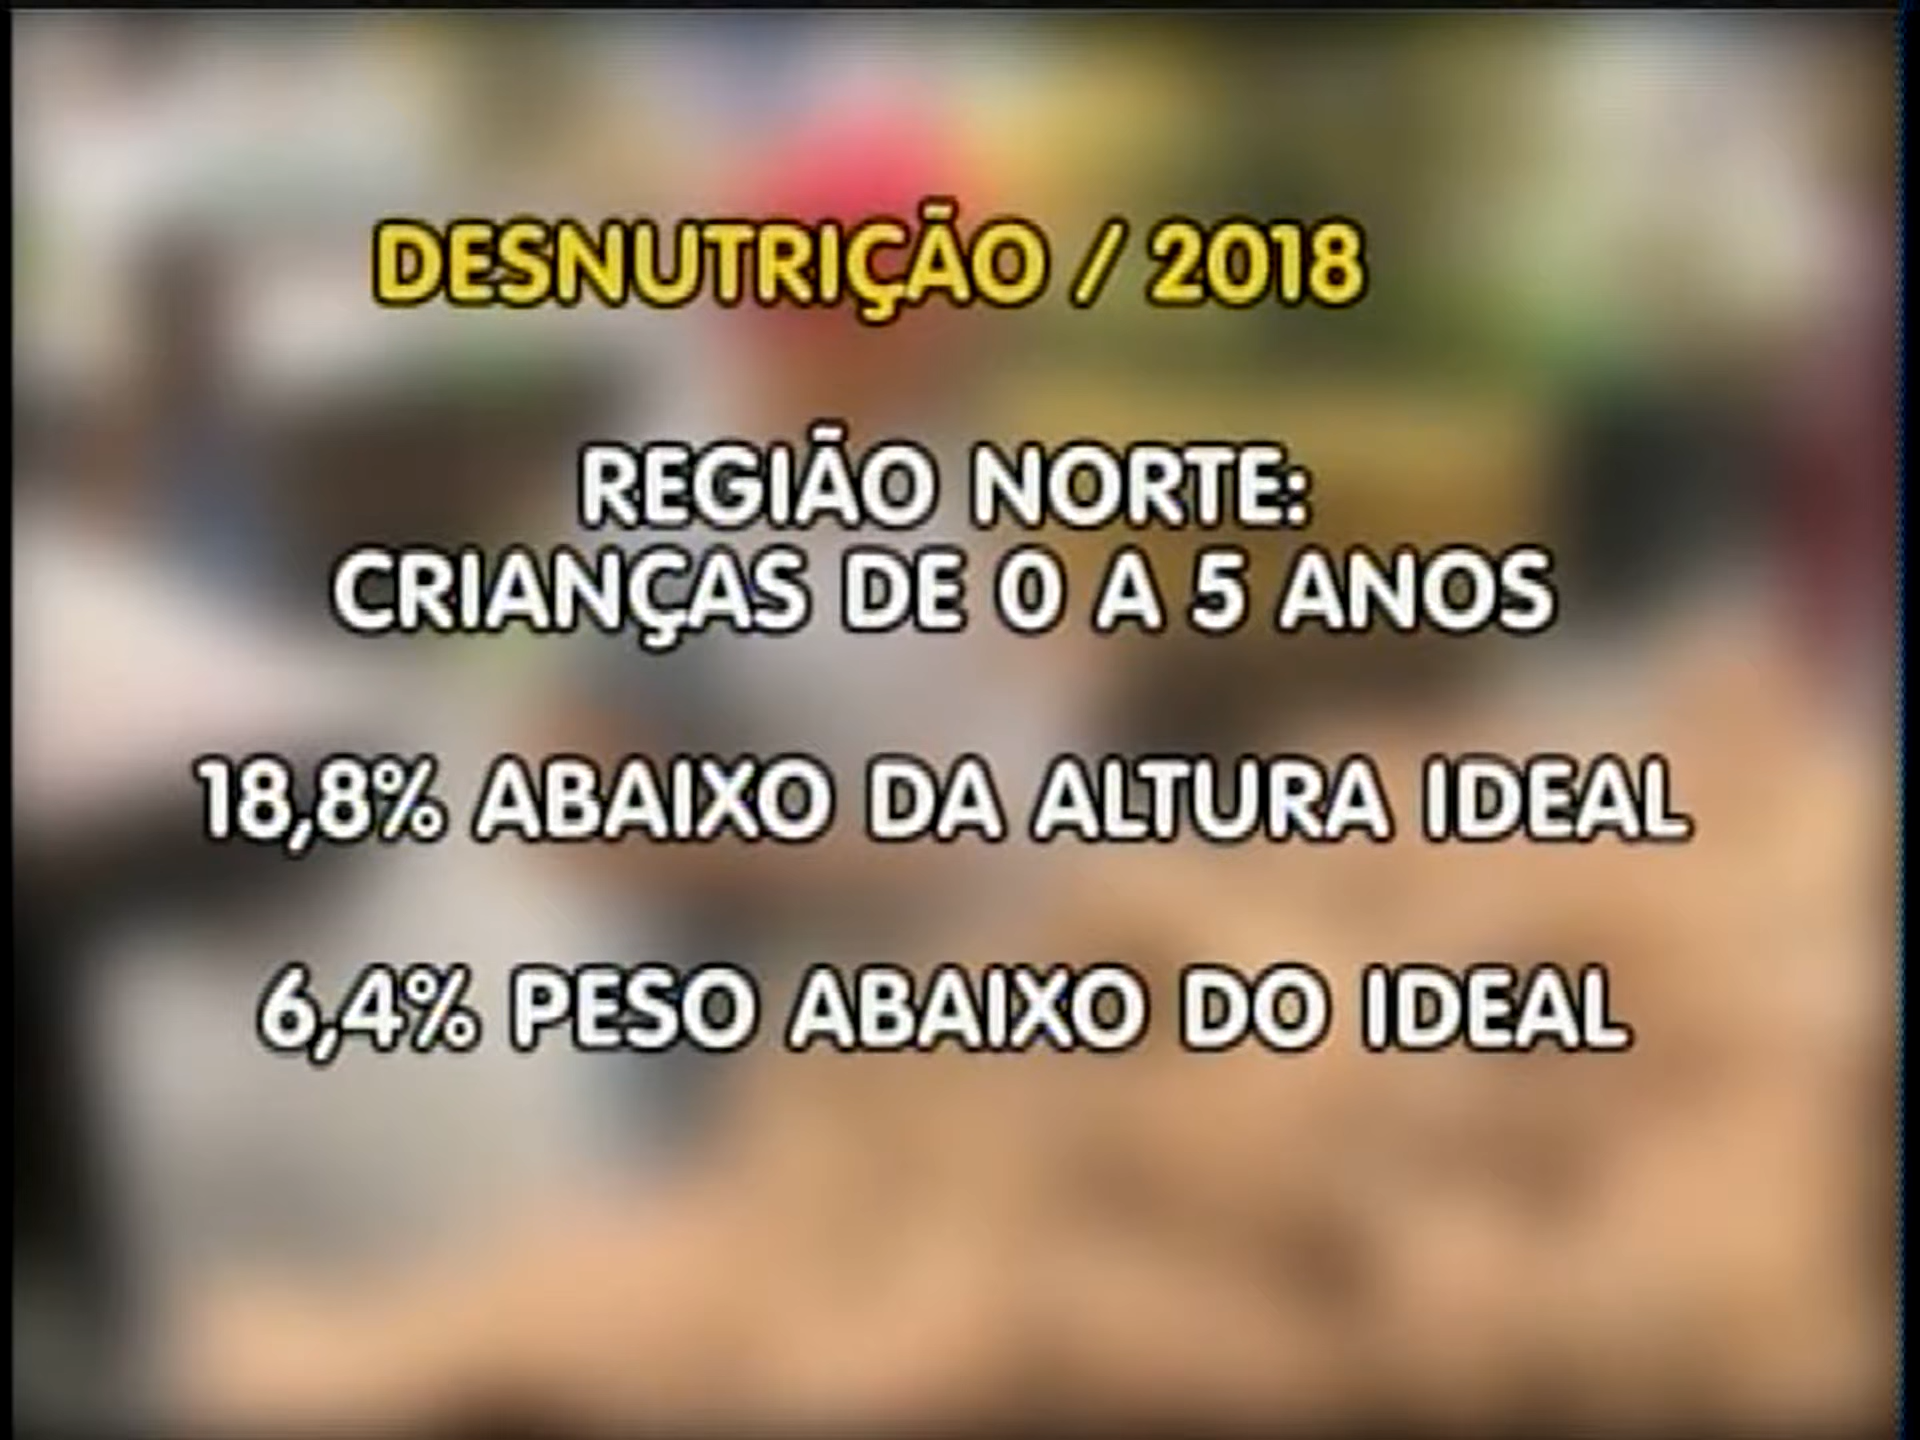 DESNUTRIÇÃO / 2018
REGIÃO NORTE:
CRIANÇAS DE 0 A 5 ANOS
18,8% ABAIXO DA ALTURA IDEAL
6,4% PESO ABAIXO DO IDEAL